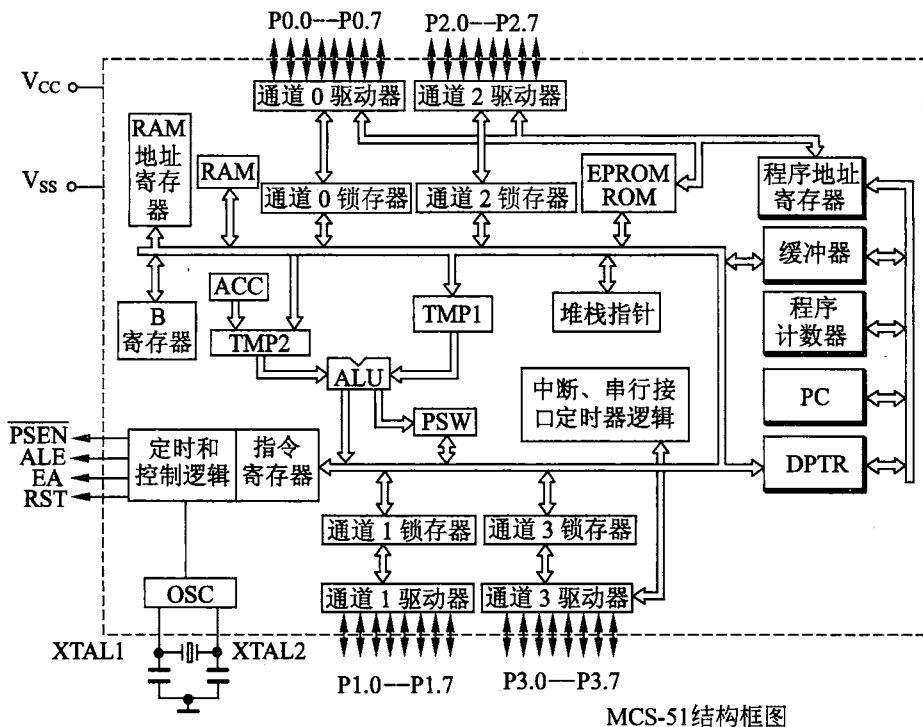 P0.0—P0.7
P2.0—P2.7
VCC
通道 0 驱动器
通道 2 驱动器
RAM
地址
寄存
器
VSS
RAM
EPROM
ROM
程序地址
寄存器
通道 0 锁存器
通道 2 锁存器
缓冲器
ACC
B
寄存器
TMP2
TMP1
堆栈指针
程序
计数器
ALU
中断、串行接
口定时器逻辑
PC
PSW
PSEN
ALE
EA
RST
定时和
控制逻辑
指令
寄存器
DPTR
通道 1 锁存器
通道 3 锁存器
OSC
通道 1 驱动器
通道 3 驱动器
XTAL1
XTAL2
P1.0—P1.7
P3.0—P3.7
MCS-51结构框图